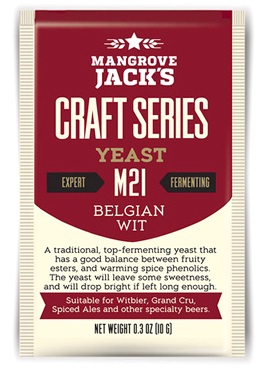 MANGROVE
JACK'S
CRAFT SERIES
YEAST
EXPERT M21 FERMENTING
BELGIAN
WIT
A traditional, top-fermenting yeast that
has a good balance between fruity
esters, and warming spice phenolics.
The yeast will leave some sweetness,
and will drop bright if left long enough.
Suitable for Witbier, Grand Cru,
Spiced Ales and other specialty beers.
NET WEIGHT 0.3 OZ (10 G)